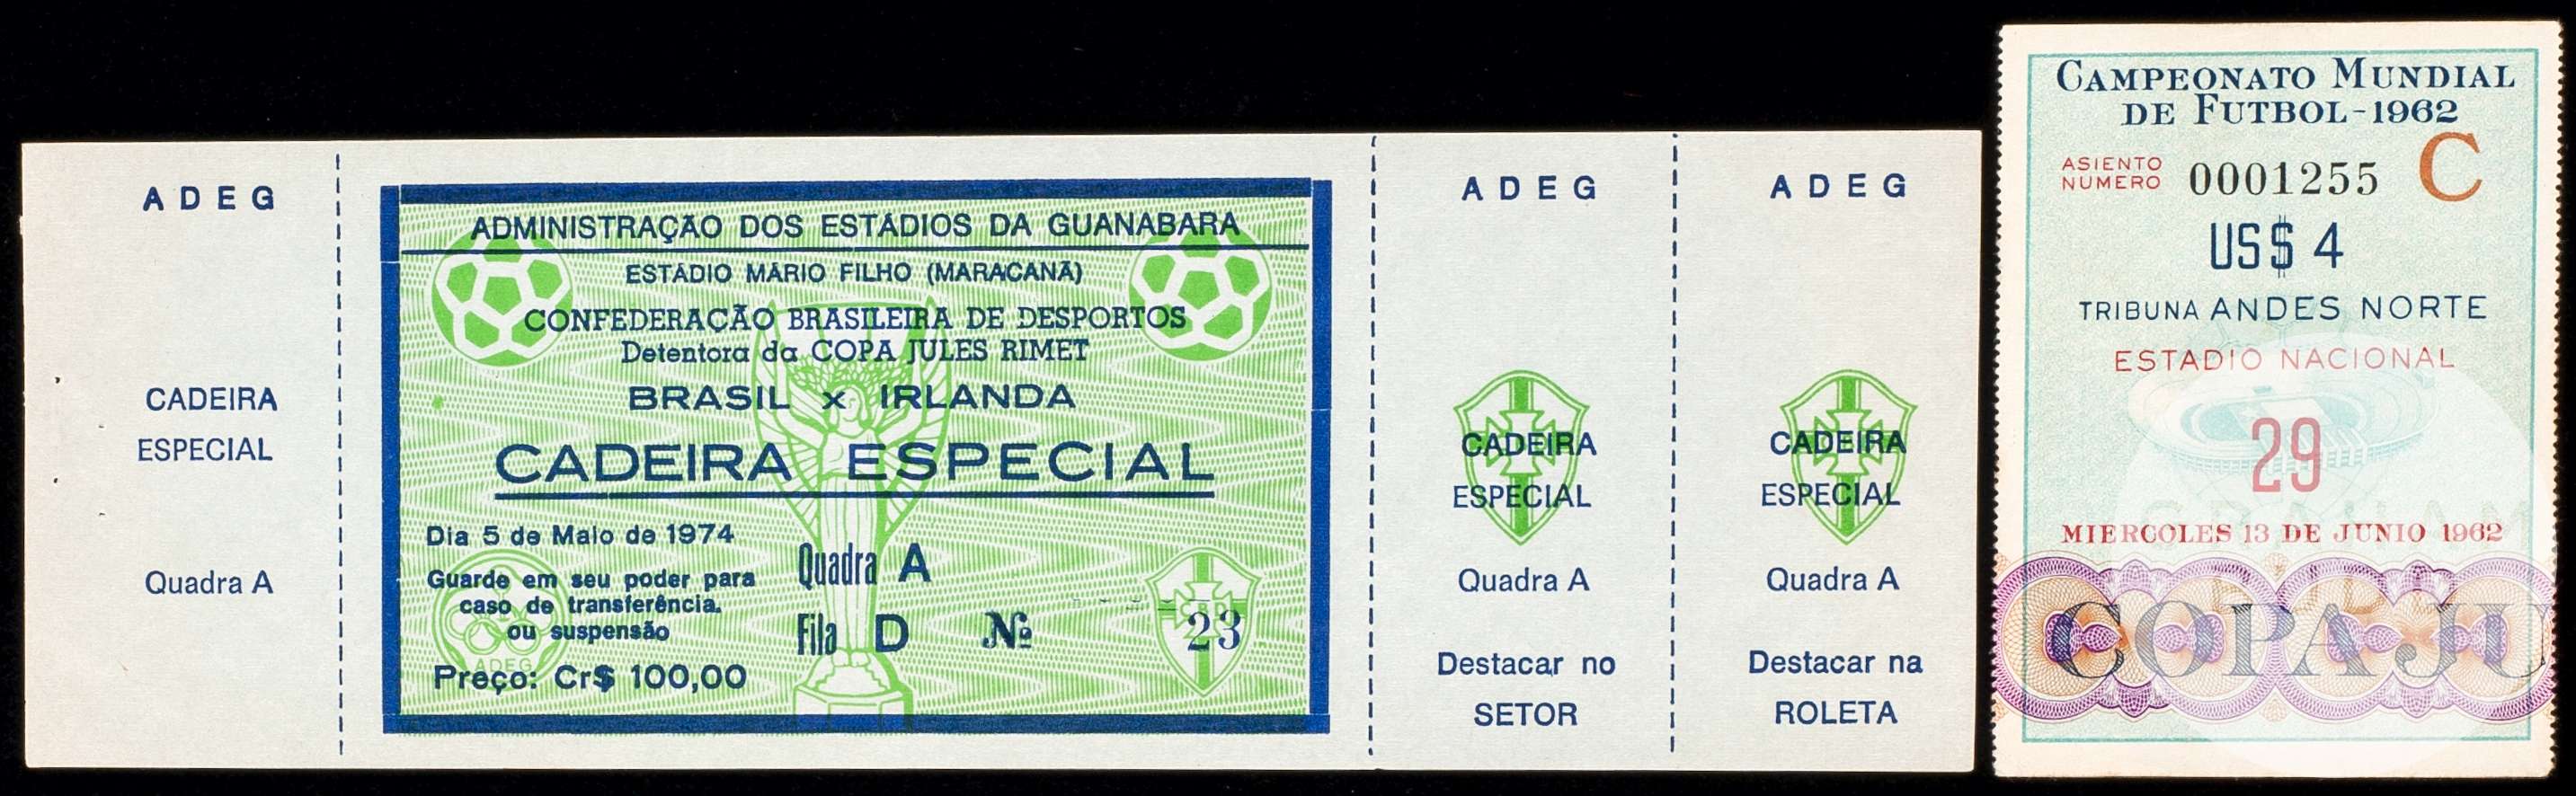 ADEG
CADEIRA
ESPECIAL
Quadra A
ADMINISTRAÇÃO DOS ESTÁDIOS DA GUANABARA
ESTÁDIO MÁRIO FILHO (MARACANÃ)
CONFEDERAÇÃO BRASILEIRA DE DESPORTOS
Detentora da COPA JULES RIMET
BRASIL x IRLANDA
CADEIRA ESPECIAL
Dia 5 de Maio de 1974
Guarde em seu poder para
caso de transferência.
ou suspensão
Preço: Cr$ 100,00
Quadra A
Fila D Nº 23
ADEG
CBD
ADEG
CADEIRA
ESPECIAL
Quadra A
Destacar no
SETOR
ADEG
CADEIRA
ESPECIAL
Quadra A
Destacar na
ROLETA
CAMPEONATO MUNDIAL
DE FUTBOL-1962
ASIENTO
NUMERO 0001255 C
US$ 4
TRIBUNA ANDES NORTE
ESTADIO NACIONAL
29
MIERCOLES 13 DE JUNIO 1962
COPA JU